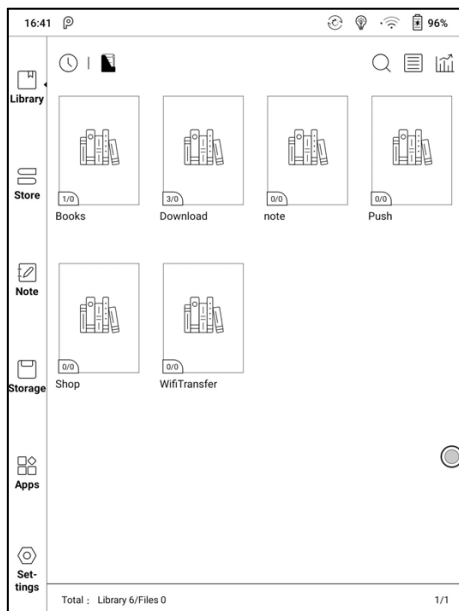 16:41 96%
Library
Store
Note
Storage
Apps
Set-
tings
1/0 3/0 0/0 0/0
Books Download note Push
0/0 0/0
Shop WifiTransfer
Total : Library 6/Files 0 1/1